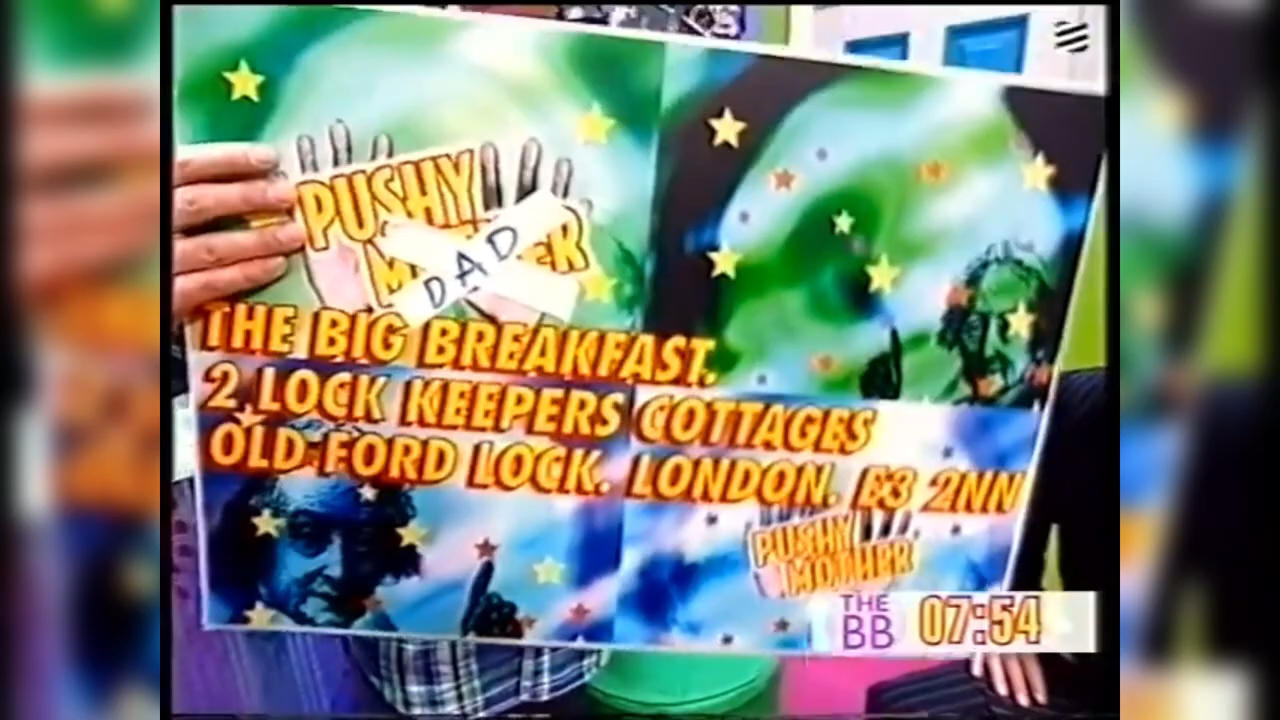 PUSHY
DAD
THE BIG BREAKFAST.
2 LOCK KEEPERS COTTAGES
OLD FORD LOCK. LONDON. E3 2NN
PUSHY
MOTHER
THE
BB 07:54